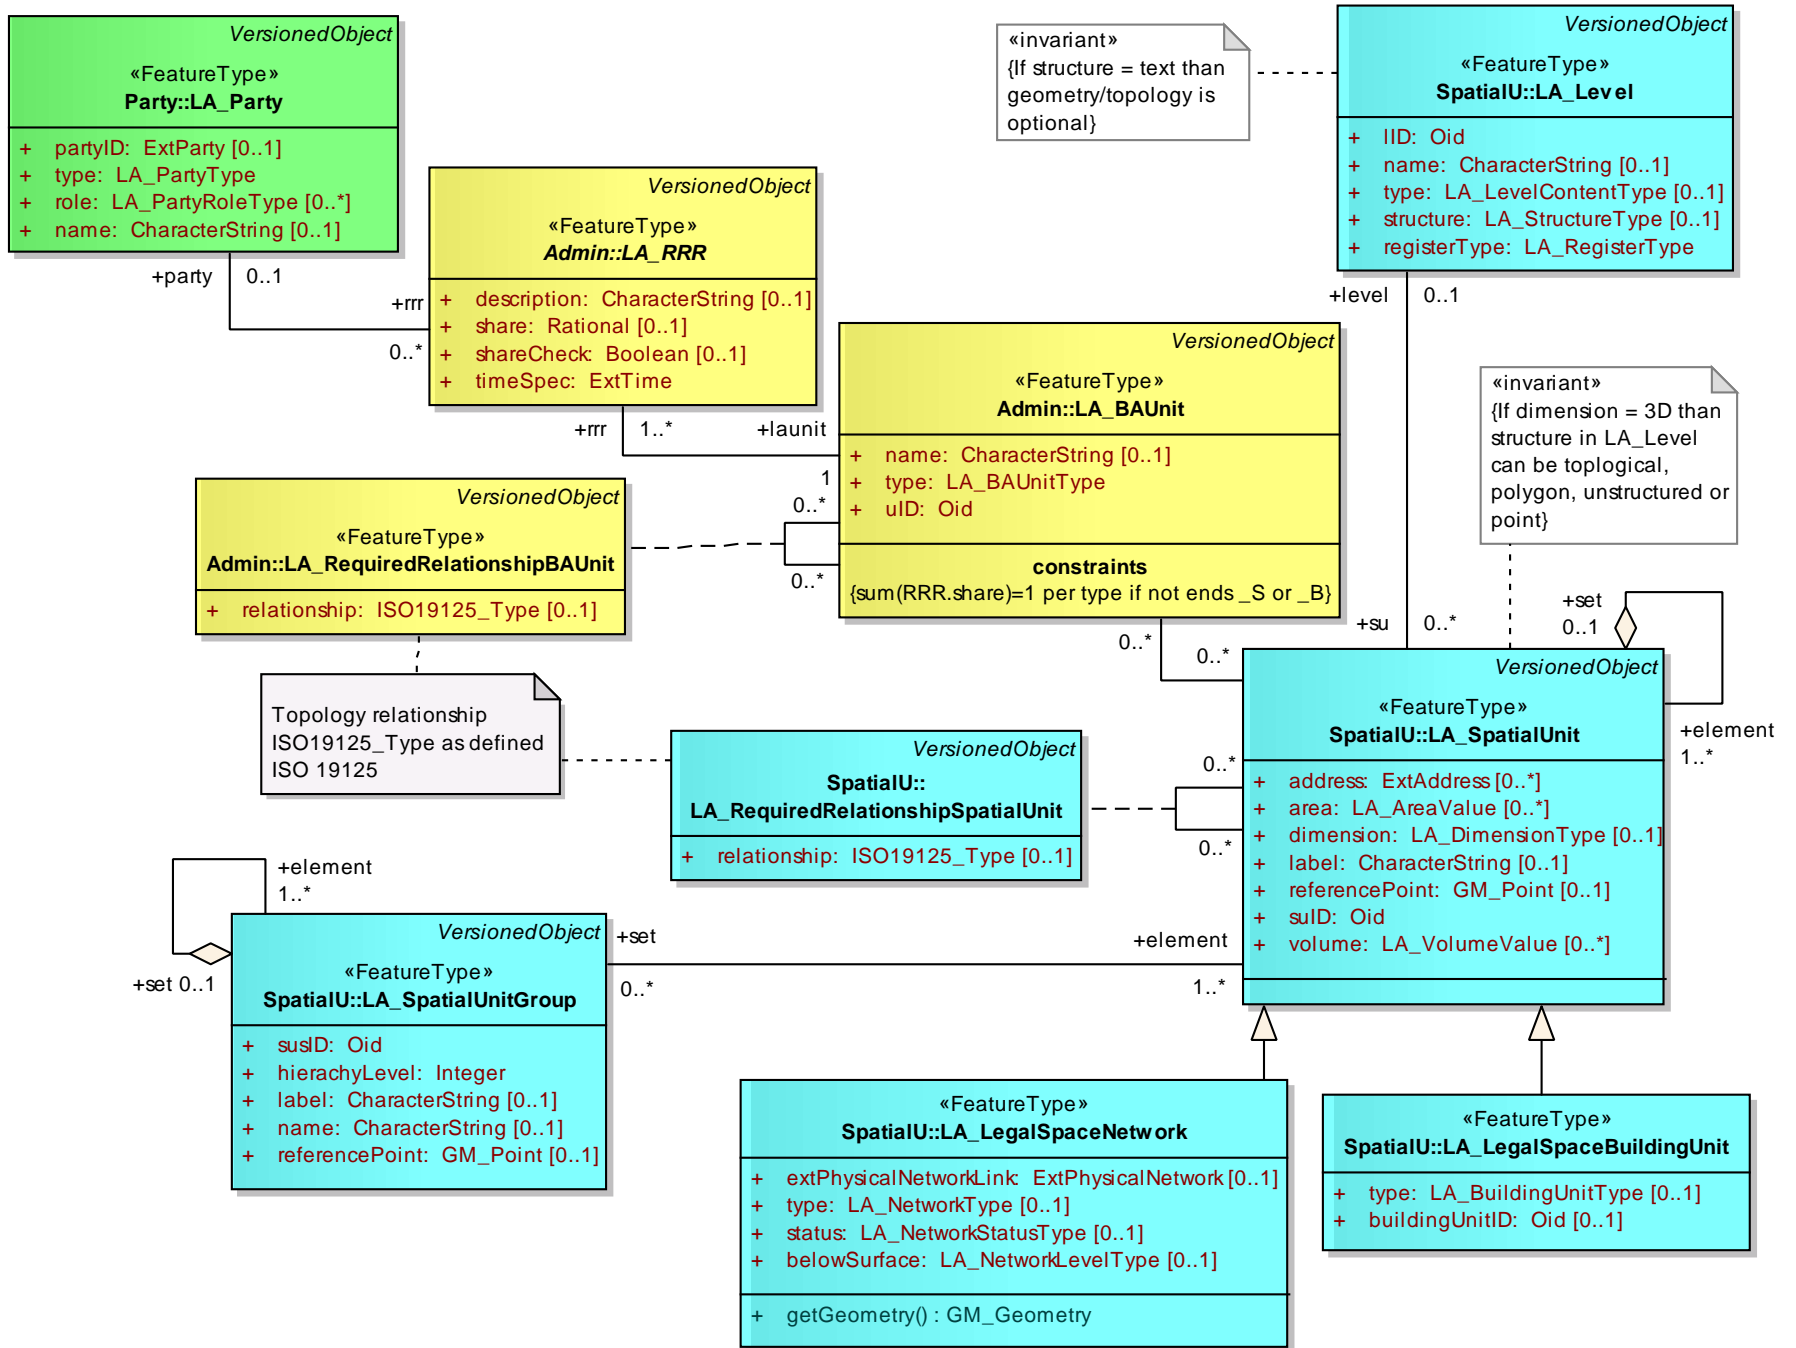 VersionedObject
«FeatureType»
Party::LA_Party
+ partyID: ExtParty [0..1]
+ type: LA_PartyType
+ role: LA_PartyRoleType [0..*]
+ name: CharacterString [0..1]
+party 0..1
+rrr
0..*
VersionedObject
«FeatureType»
Admin::LA_RRR
+ description: CharacterString [0..1]
+ share: Rational [0..1]
+ shareCheck: Boolean [0..1]
+ timeSpec: ExtTime
+rrr 1..*
+launit
1
«invariant»
{If structure = text than
geometry/topology is
optional}
VersionedObject
«FeatureType»
SpatialU::LA_Level
+ lID: Oid
+ name: CharacterString [0..1]
+ type: LA_LevelContentType [0..1]
+ structure: LA_StructureType [0..1]
+ registerType: LA_RegisterType
+level 0..1
+su 0..*
VersionedObject
«FeatureType»
Admin::LA_BAUnit
+ name: CharacterString [0..1]
+ type: LA_BAUnitType
+ uID: Oid
constraints
{sum(RRR.share)=1 per type if not ends _S or _B}
0..*
0..*
0..*
0..*
«invariant»
{If dimension = 3D than
structure in LA_Level
can be toplogical,
polygon, unstructured or
point}
VersionedObject
«FeatureType»
Admin::LA_RequiredRelationshipBAUnit
+ relationship: ISO19125_Type [0..1]
Topology relationship
ISO19125_Type as defined
ISO 19125
VersionedObject
SpatialU::
LA_RequiredRelationshipSpatialUnit
+ relationship: ISO19125_Type [0..1]
0..*
0..*
+set
0..1
+element
1..*
VersionedObject
«FeatureType»
SpatialU::LA_SpatialUnit
+ address: ExtAddress [0..*]
+ area: LA_AreaValue [0..*]
+ dimension: LA_DimensionType [0..1]
+ label: CharacterString [0..1]
+ referencePoint: GM_Point [0..1]
+ suID: Oid
+ volume: LA_VolumeValue [0..*]
+element
1..*
+set 0..1
VersionedObject
«FeatureType»
SpatialU::LA_SpatialUnitGroup
+ susID: Oid
+ hierachyLevel: Integer
+ label: CharacterString [0..1]
+ name: CharacterString [0..1]
+ referencePoint: GM_Point [0..1]
+set
0..*
+element
1..*
«FeatureType»
SpatialU::LA_LegalSpaceNetwork
+ extPhysicalNetworkLink: ExtPhysicalNetwork [0..1]
+ type: LA_NetworkType [0..1]
+ status: LA_NetworkStatusType [0..1]
+ belowSurface: LA_NetworkLevelType [0..1]
+ getGeometry() : GM_Geometry
«FeatureType»
SpatialU::LA_LegalSpaceBuildingUnit
+ type: LA_BuildingUnitType [0..1]
+ buildingUnitID: Oid [0..1]